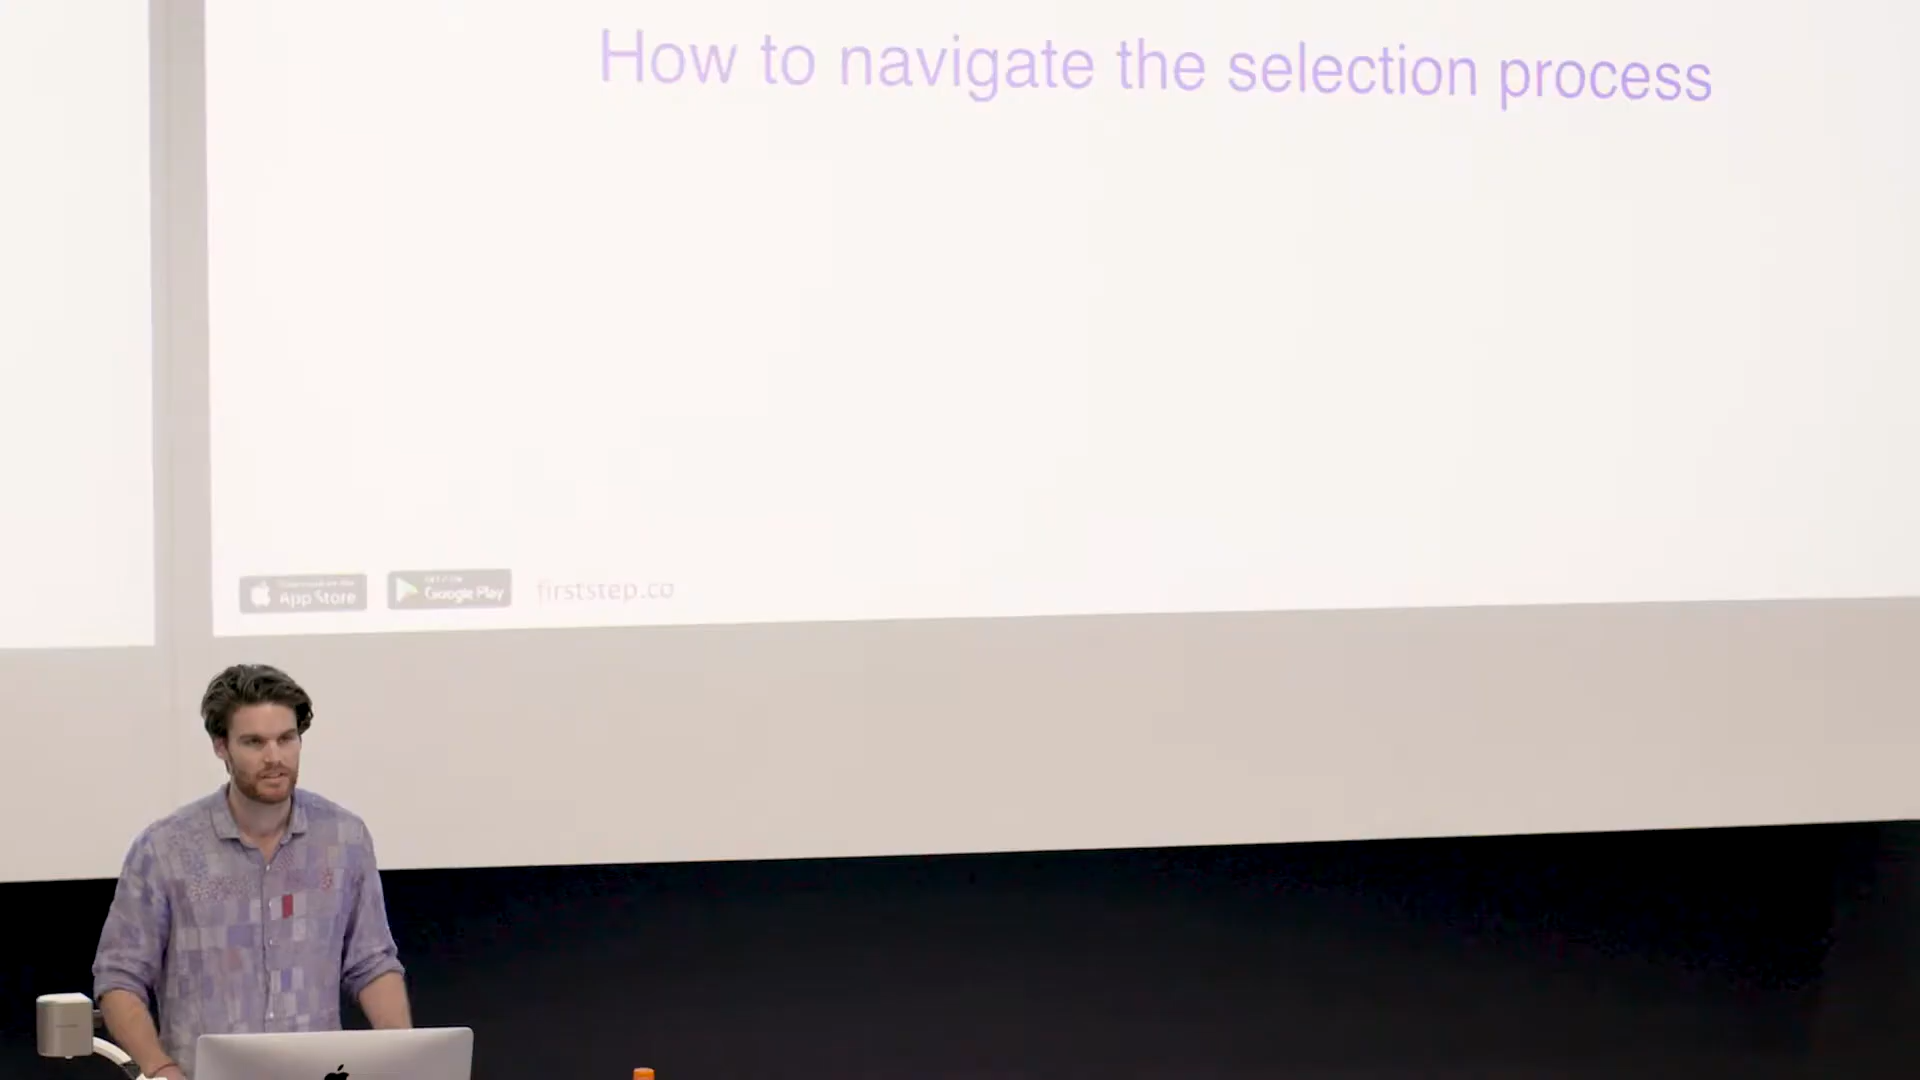 How to navigate the selection process
App Store
Google Play
firststep.co